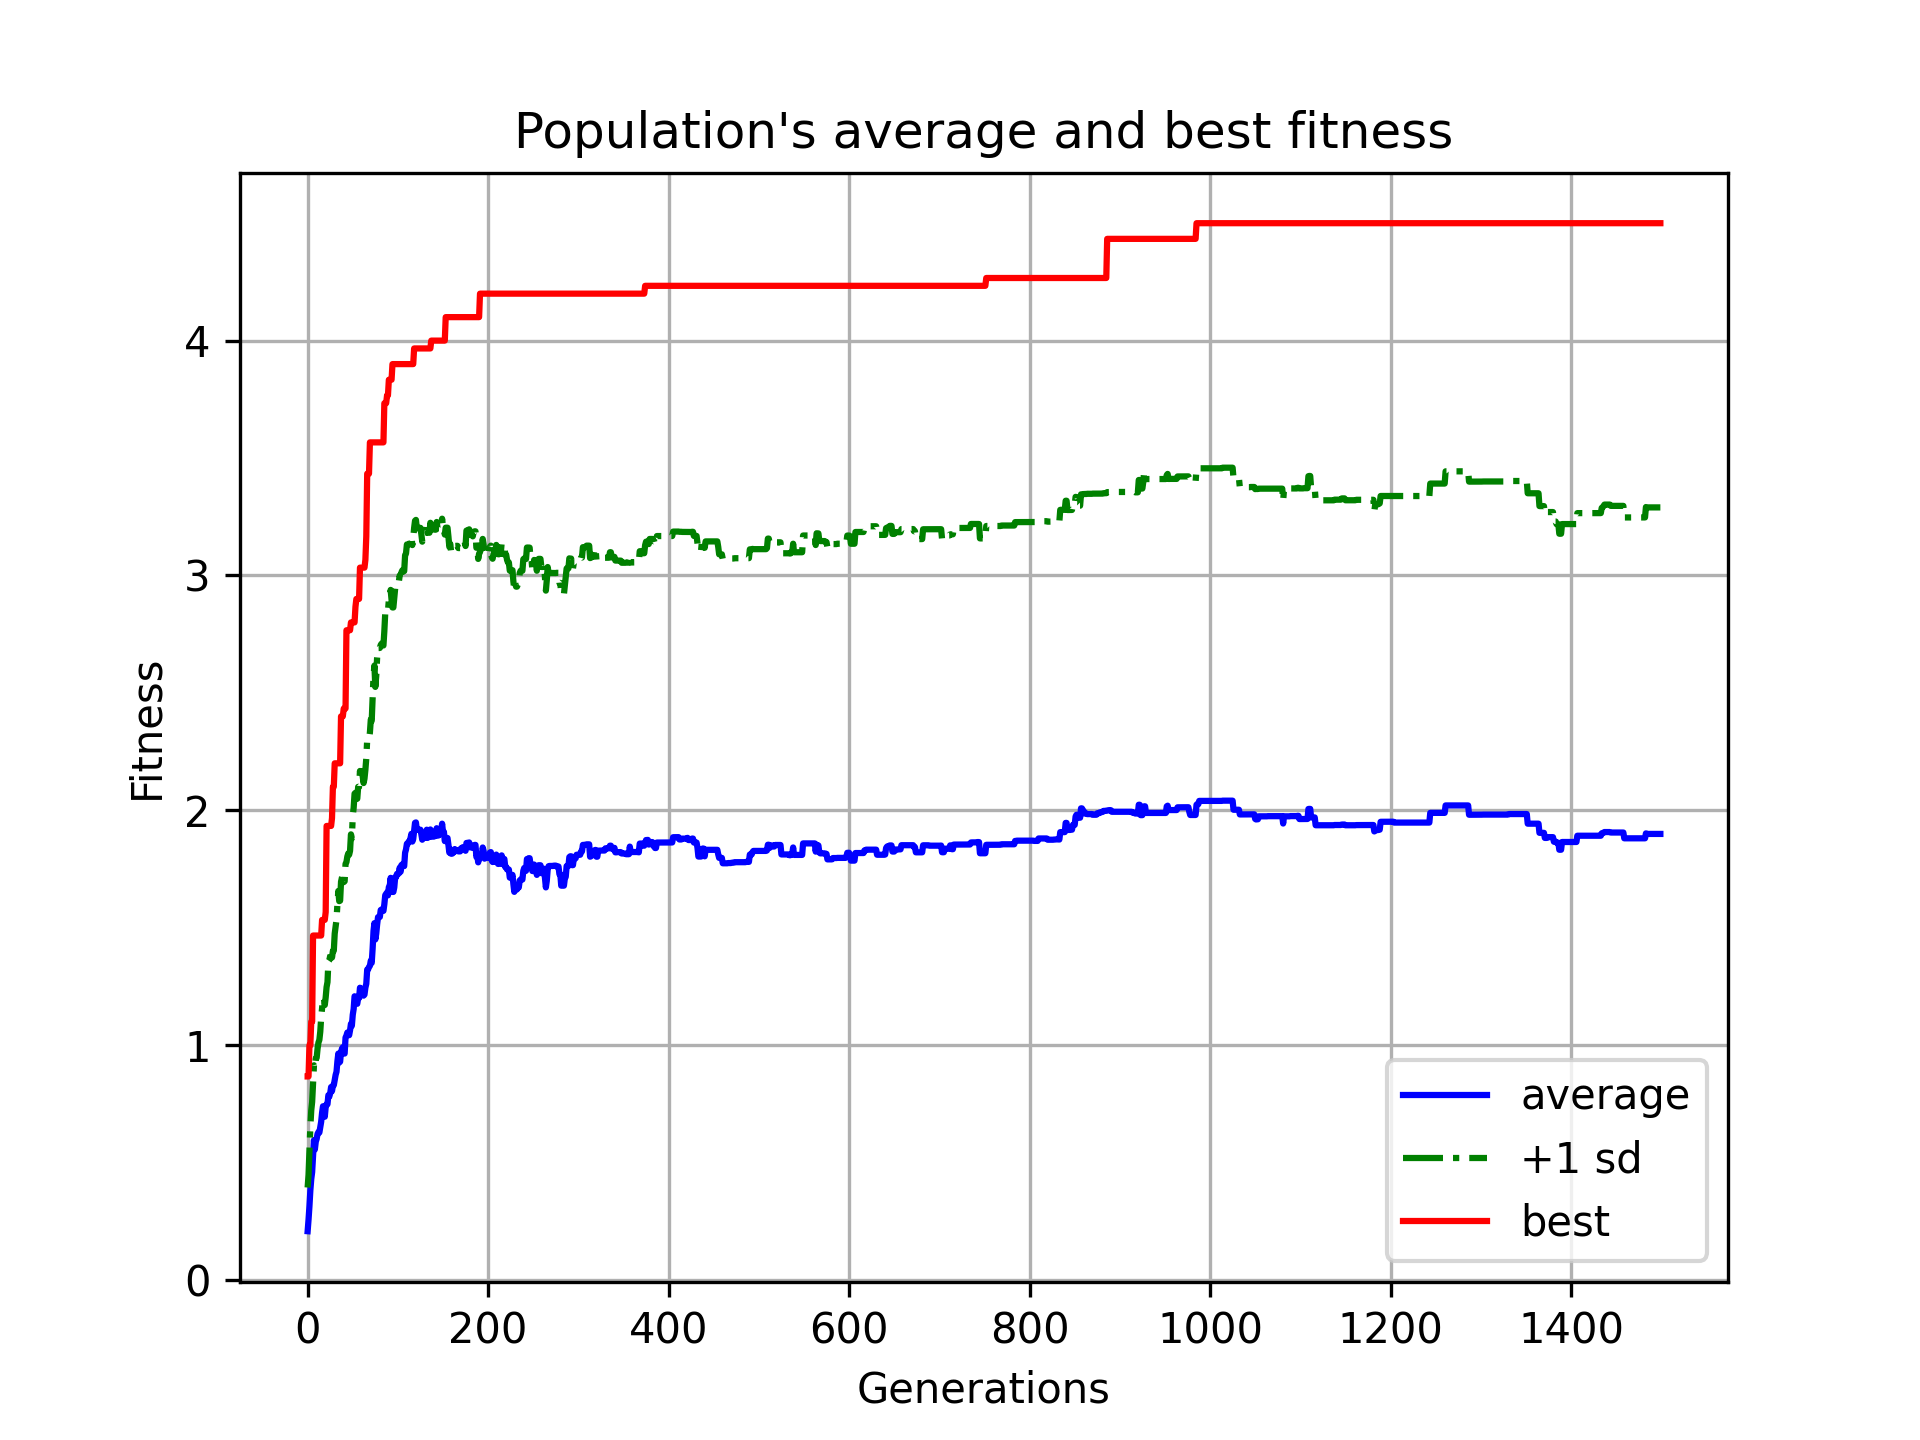 Population's average and best fitness
Fitness
4
3
2
1
0
0 200 400 600 800 1000 1200 1400
Generations
average
+1 sd
best